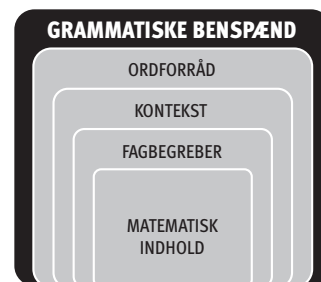 GRAMMATISKE BENSPÆND
ORDFORRÅD
KONTEKST
FAGBEGREBER
MATEMATISK
INDHOLD